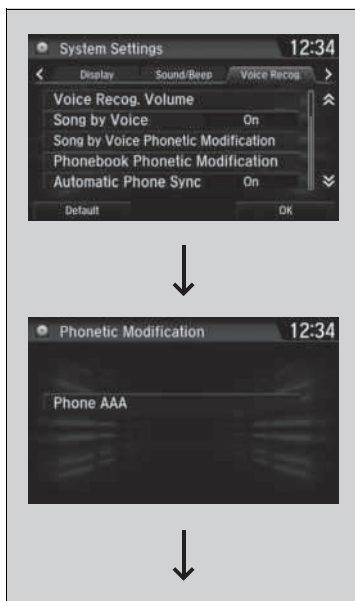 System Settings 12:34
Display Sound/Beep Voice Recog.
Voice Recog. Volume
Song by Voice On
Song by Voice Phonetic Modification
Phonebook Phonetic Modification
Automatic Phone Sync On
Default OK
Phonetic Modification 12:34
Phone AAA